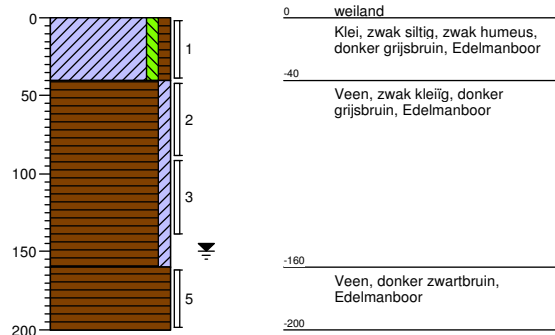 0
50
100
150
200
1
2
3
5
0
weiland
Klei, zwak siltig, zwak humeus,
donker grijsbruin, Edelmanboor
-40
Veen, zwak kleiïg, donker
grijsbruin, Edelmanboor
-160
Veen, donker zwartbruin,
Edelmanboor
-200